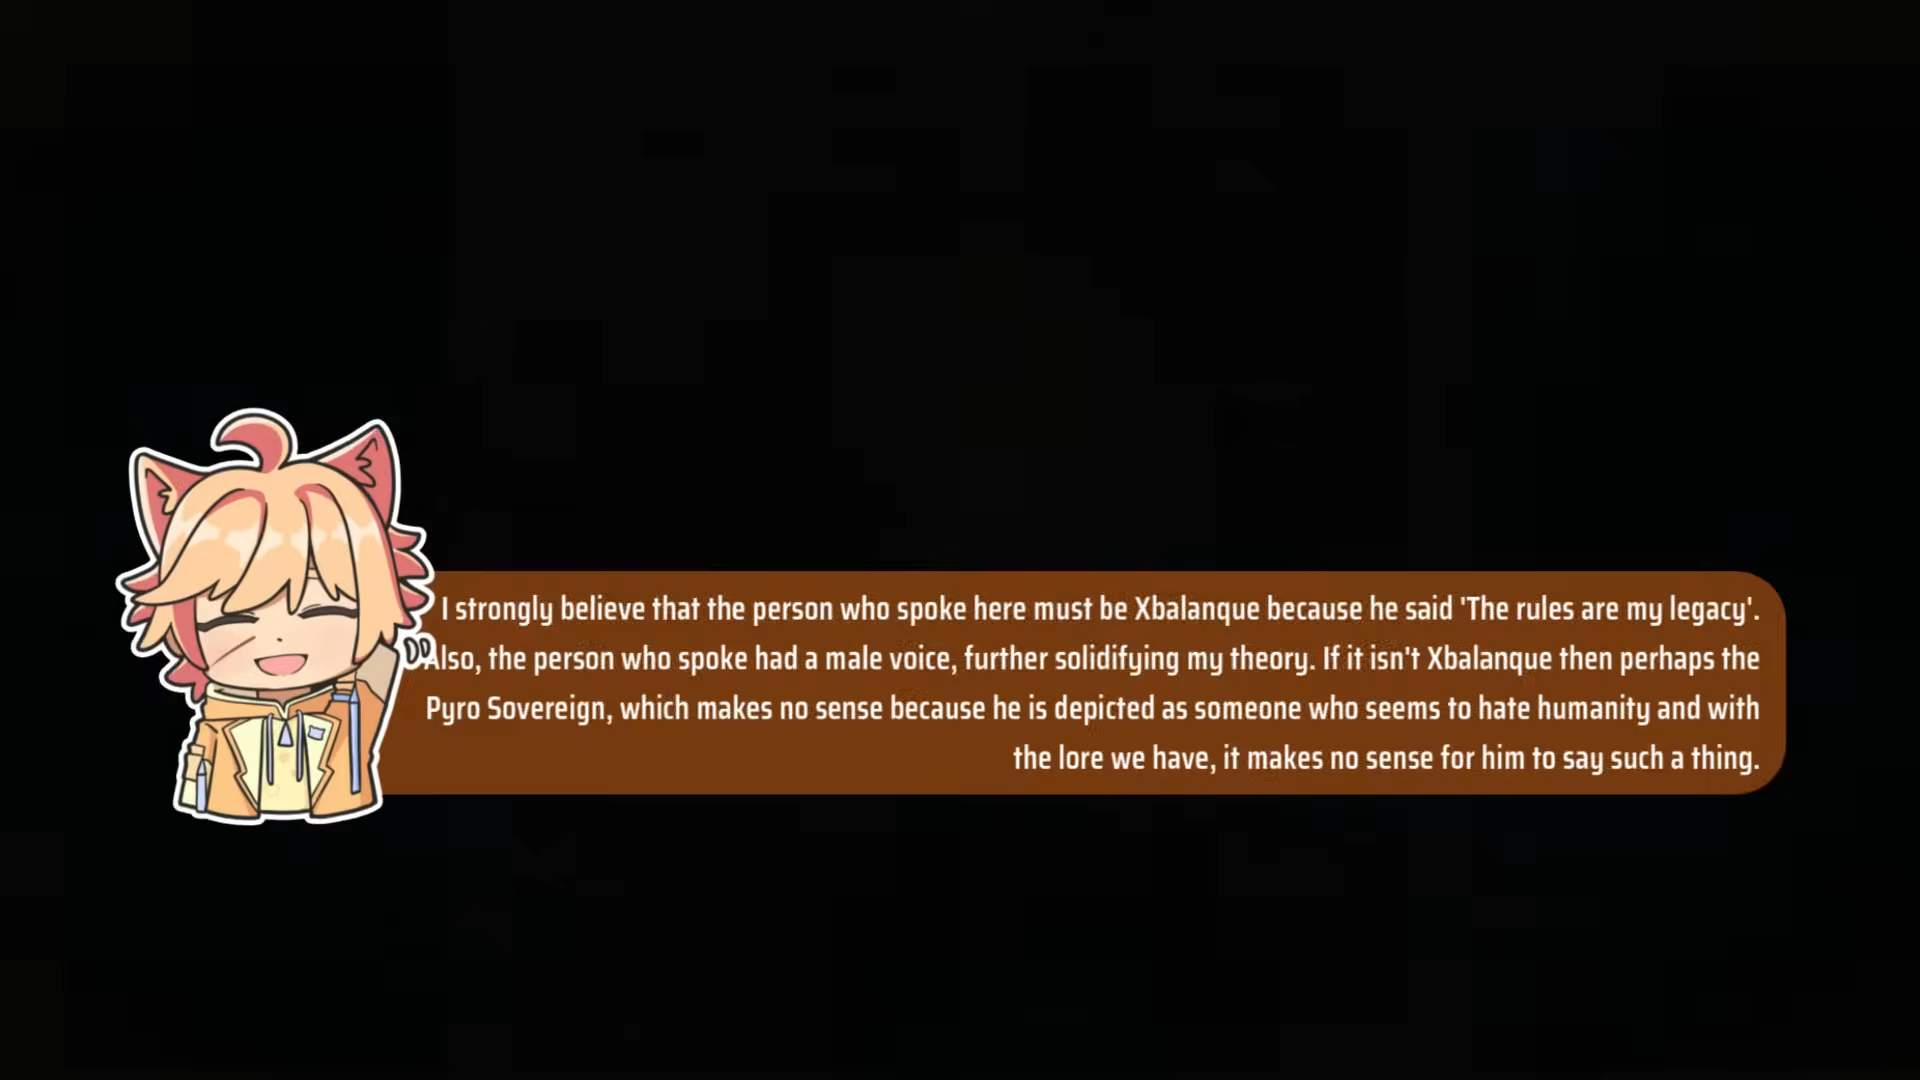 I strongly believe that the person who spoke here must be Xbalanque because he said 'The rules are my legacy'.
Also, the person who spoke had a male voice, further solidifying my theory. If it isn't Xbalanque then perhaps the
Pyro Sovereign, which makes no sense because he is depicted as someone who seems to hate humanity and with
the lore we have, it makes no sense for him to say such a thing.